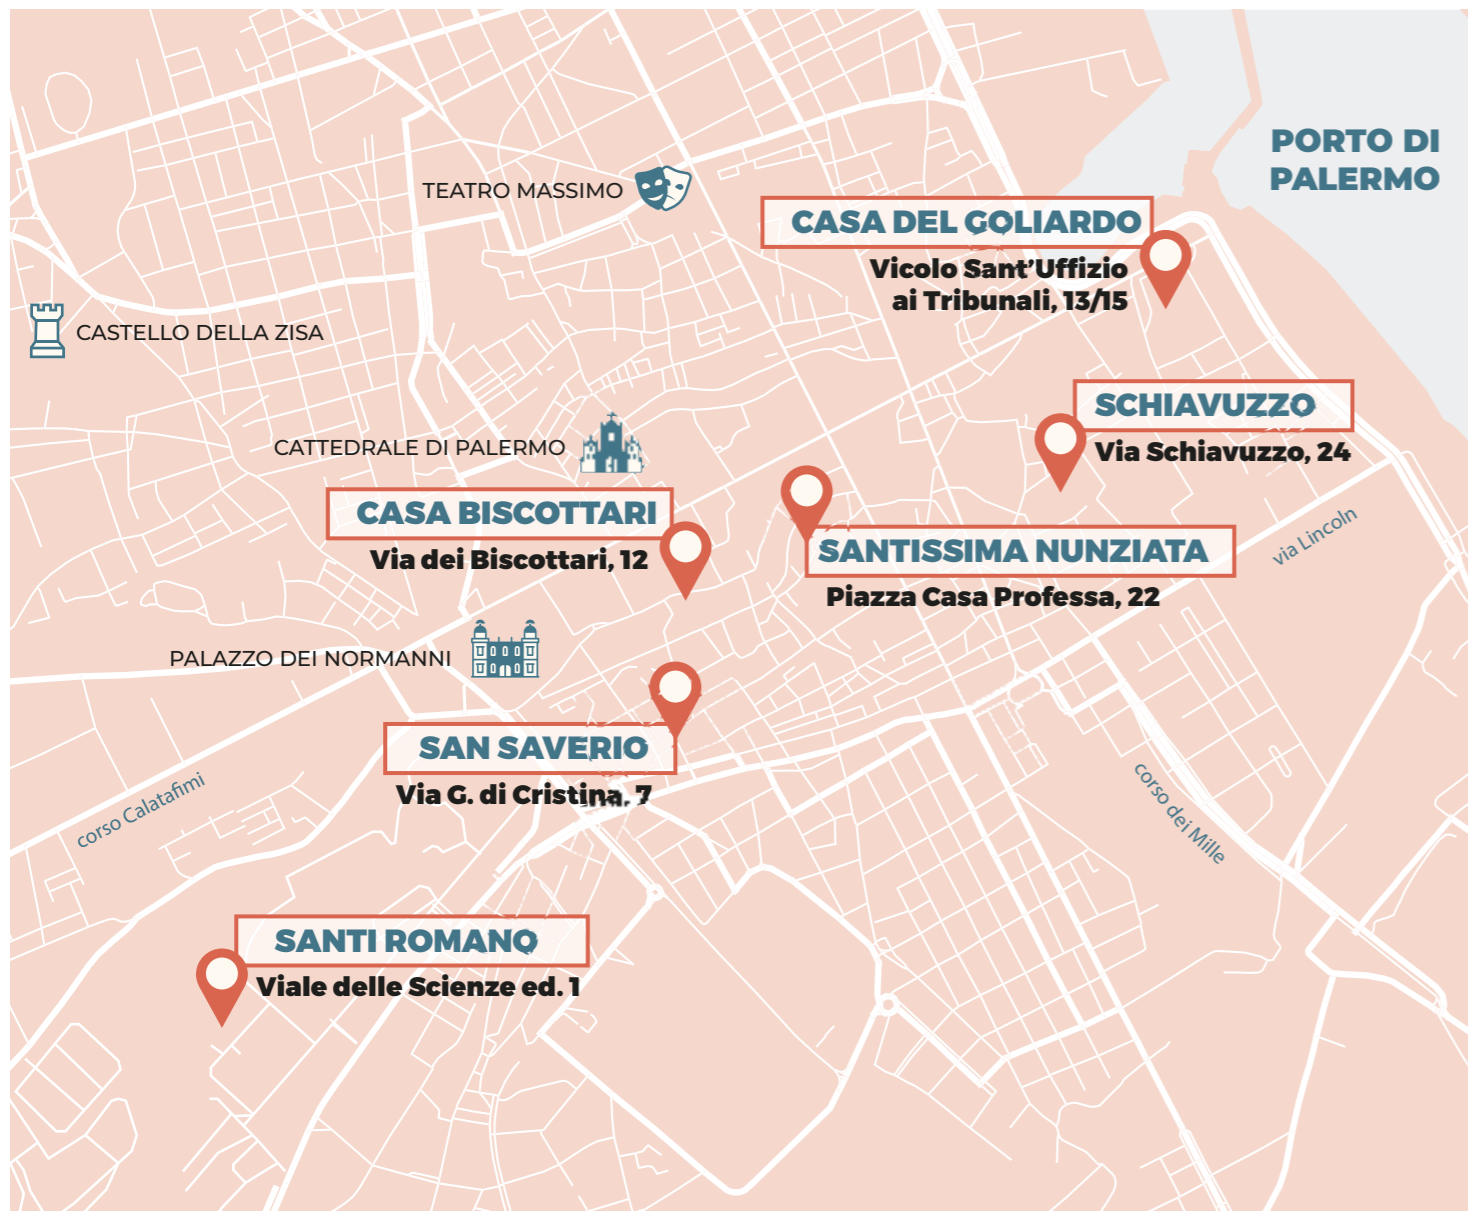 PORTO DI
PALERMO
TEATRO MASSIMO
CASA DEL GOLIARDO
Vicolo Sant'Uffizio
ai Tribunali, 13/15
CASTELLO DELLA ZISA
SCHIAVUZZO
Via Schiavuzzo, 24
CATTEDRALE DI PALERMO
CASA BISCOTTARI
Via dei Biscottari, 12
via Lincoln
SANTISSIMA NUNZIATA
Piazza Casa Professa, 22
PALAZZO DEI NORMANNI
SAN SAVERIO
Via G. di Cristina, 7
corso Calatafimi
corso dei Mille
SANTI ROMANO
Viale delle Scienze ed. 1